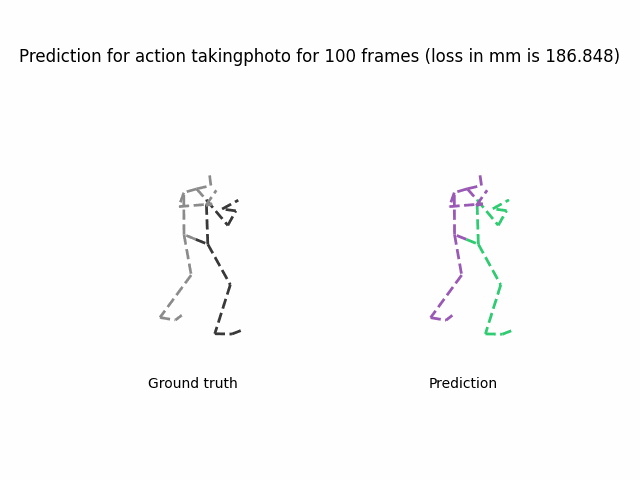 Prediction for action takingphoto for 100 frames (loss in mm is 186.848)
Ground truth
Prediction